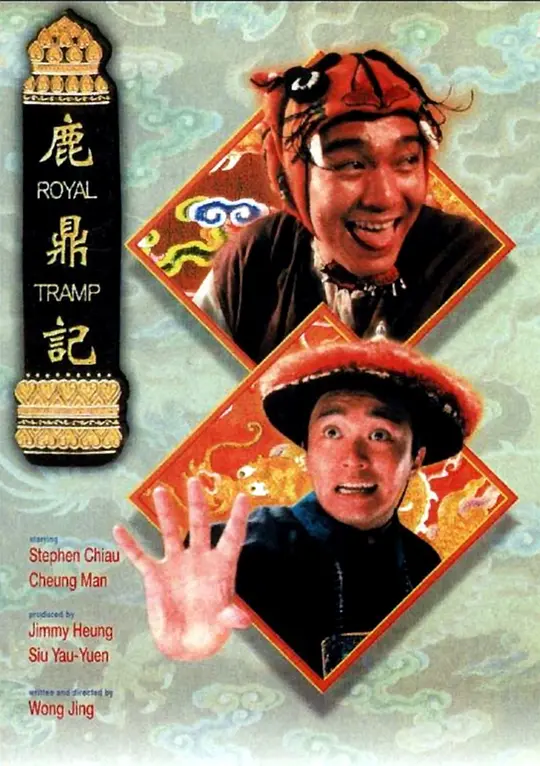 鹿
ROYAL
鼎
TRAMP
記
starring
Stephen Chiau
Cheung Man
produced by
Jimmy Heung
Siu Yau-Yuen
written and directed by
Wong Jing